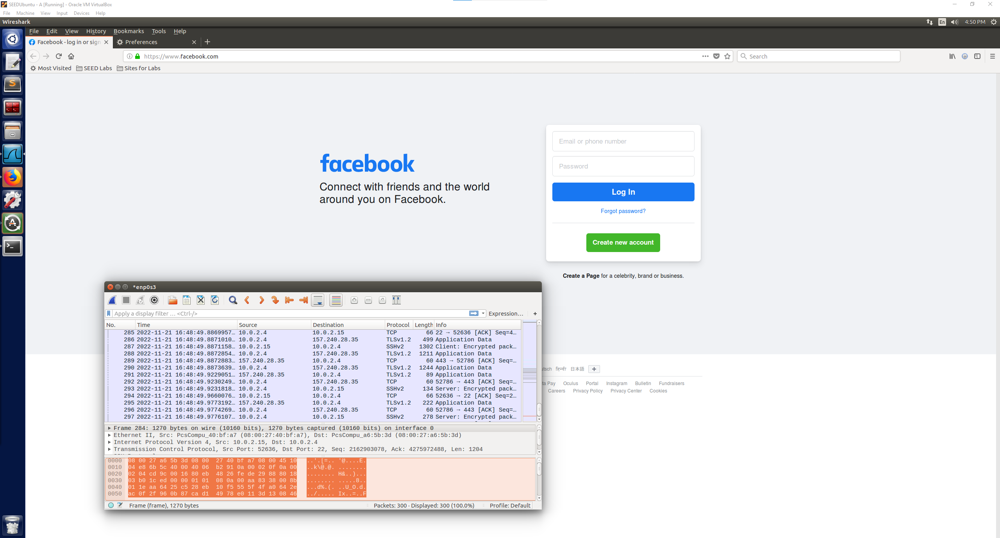 SEEDUbuntu - A [Running] - Oracle VM VirtualBox
File Machine View Input Devices Help
Wireshark
En 4:50 PM
File Edit View History Bookmarks Tools Help
Facebook - log in or sign Preferences
https://www.facebook.com
Search
Most Visited SEED Labs Sites for Labs
Email or phone number
Password
Log In
Forgot password?
Create new account
Create a Page for a celebrity, brand or business.
facebook
Connect with friends and the world
around you on Facebook.
*enp0s3
Apply a display filter … <Ctrl-/> Expression… +
No. Time Source Destination Protocol Length Info
285 2022-11-21 16:48:49.8869957… 10.0.2.4 10.0.2.15 TCP 66 22 → 52636 [ACK] Seq=4…
286 2022-11-21 16:48:49.8871010… 10.0.2.4 157.240.28.35 TLSv1.2 499 Application Data
287 2022-11-21 16:48:49.8871158… 10.0.2.15 10.0.2.4 SSHv2 1302 Client: Encrypted pack…
288 2022-11-21 16:48:49.8872854… 10.0.2.4 157.240.28.35 TLSv1.2 1211 Application Data
289 2022-11-21 16:48:49.8872883… 157.240.28.35 10.0.2.4 TCP 60 443 → 52786 [ACK] Seq=…
290 2022-11-21 16:48:49.8873639… 10.0.2.4 157.240.28.35 TLSv1.2 1244 Application Data
291 2022-11-21 16:48:49.9229051… 157.240.28.35 10.0.2.4 TLSv1.2 89 Application Data
292 2022-11-21 16:48:49.9230249… 10.0.2.4 157.240.28.35 TCP 60 52786 → 443 [ACK] Seq=…
293 2022-11-21 16:48:49.9231818… 10.0.2.4 10.0.2.15 SSHv2 134 Server: Encrypted pack…
294 2022-11-21 16:48:49.9660076… 10.0.2.15 10.0.2.4 TCP 66 52636 → 22 [ACK] Seq=2…
295 2022-11-21 16:48:49.9773192… 157.240.28.35 10.0.2.4 TLSv1.2 222 Application Data
296 2022-11-21 16:48:49.9774269… 10.0.2.4 157.240.28.35 TCP 60 52786 → 443 [ACK] Seq=…
297 2022-11-21 16:48:49.9776107… 10.0.2.4 10.0.2.15 SSHv2 278 Server: Encrypted pack…
Frame 284: 1270 bytes on wire (10160 bits), 1270 bytes captured (10160 bits) on interface 0
Ethernet II, Src: PcsCompu_40:bf:a7 (08:00:27:40:bf:a7), Dst: PcsCompu_a6:5b:3d (08:00:27:a6:5b:3d)
Internet Protocol Version 4, Src: 10.0.2.15, Dst: 10.0.2.4
Transmission Control Protocol, Src Port: 52636, Dst Port: 22, Seq: 2162903078, Ack: 4275972488, Len: 1204
0000 08 00 27 a6 5b 3d 08 00 27 40 bf a7 08 00 45 10 ..'.[=.. '@....E.
0010 04 e8 6b 5c 40 00 40 06 b2 91 0a 00 02 0f 0a 00 ..k\@.@. ........
0020 02 04 cd 9c 00 16 80 eb 48 26 fe de 29 88 80 18 ........ H&..)...
0030 03 b0 1c ed 00 00 01 01 08 0a 00 aa 83 38 00 8b ........ .....8..
0040 01 1e aa 64 25 c5 28 eb 10 f5 55 5f 4f a0 64 2e ...d%.(. ..U_O.d.
0050 ac 0f 2f 96 0b 87 ca d1 49 78 e0 11 3d 13 08 46 ../..... Ix..=..F
Frame (frame), 1270 bytes Packets: 300 · Displayed: 300 (100.0%) Profile: Default
utsch हिन्दी 日本語
ta Pay Oculus Portal Instagram Bulletin Fundraisers
Careers Privacy Policy Privacy Center Cookies